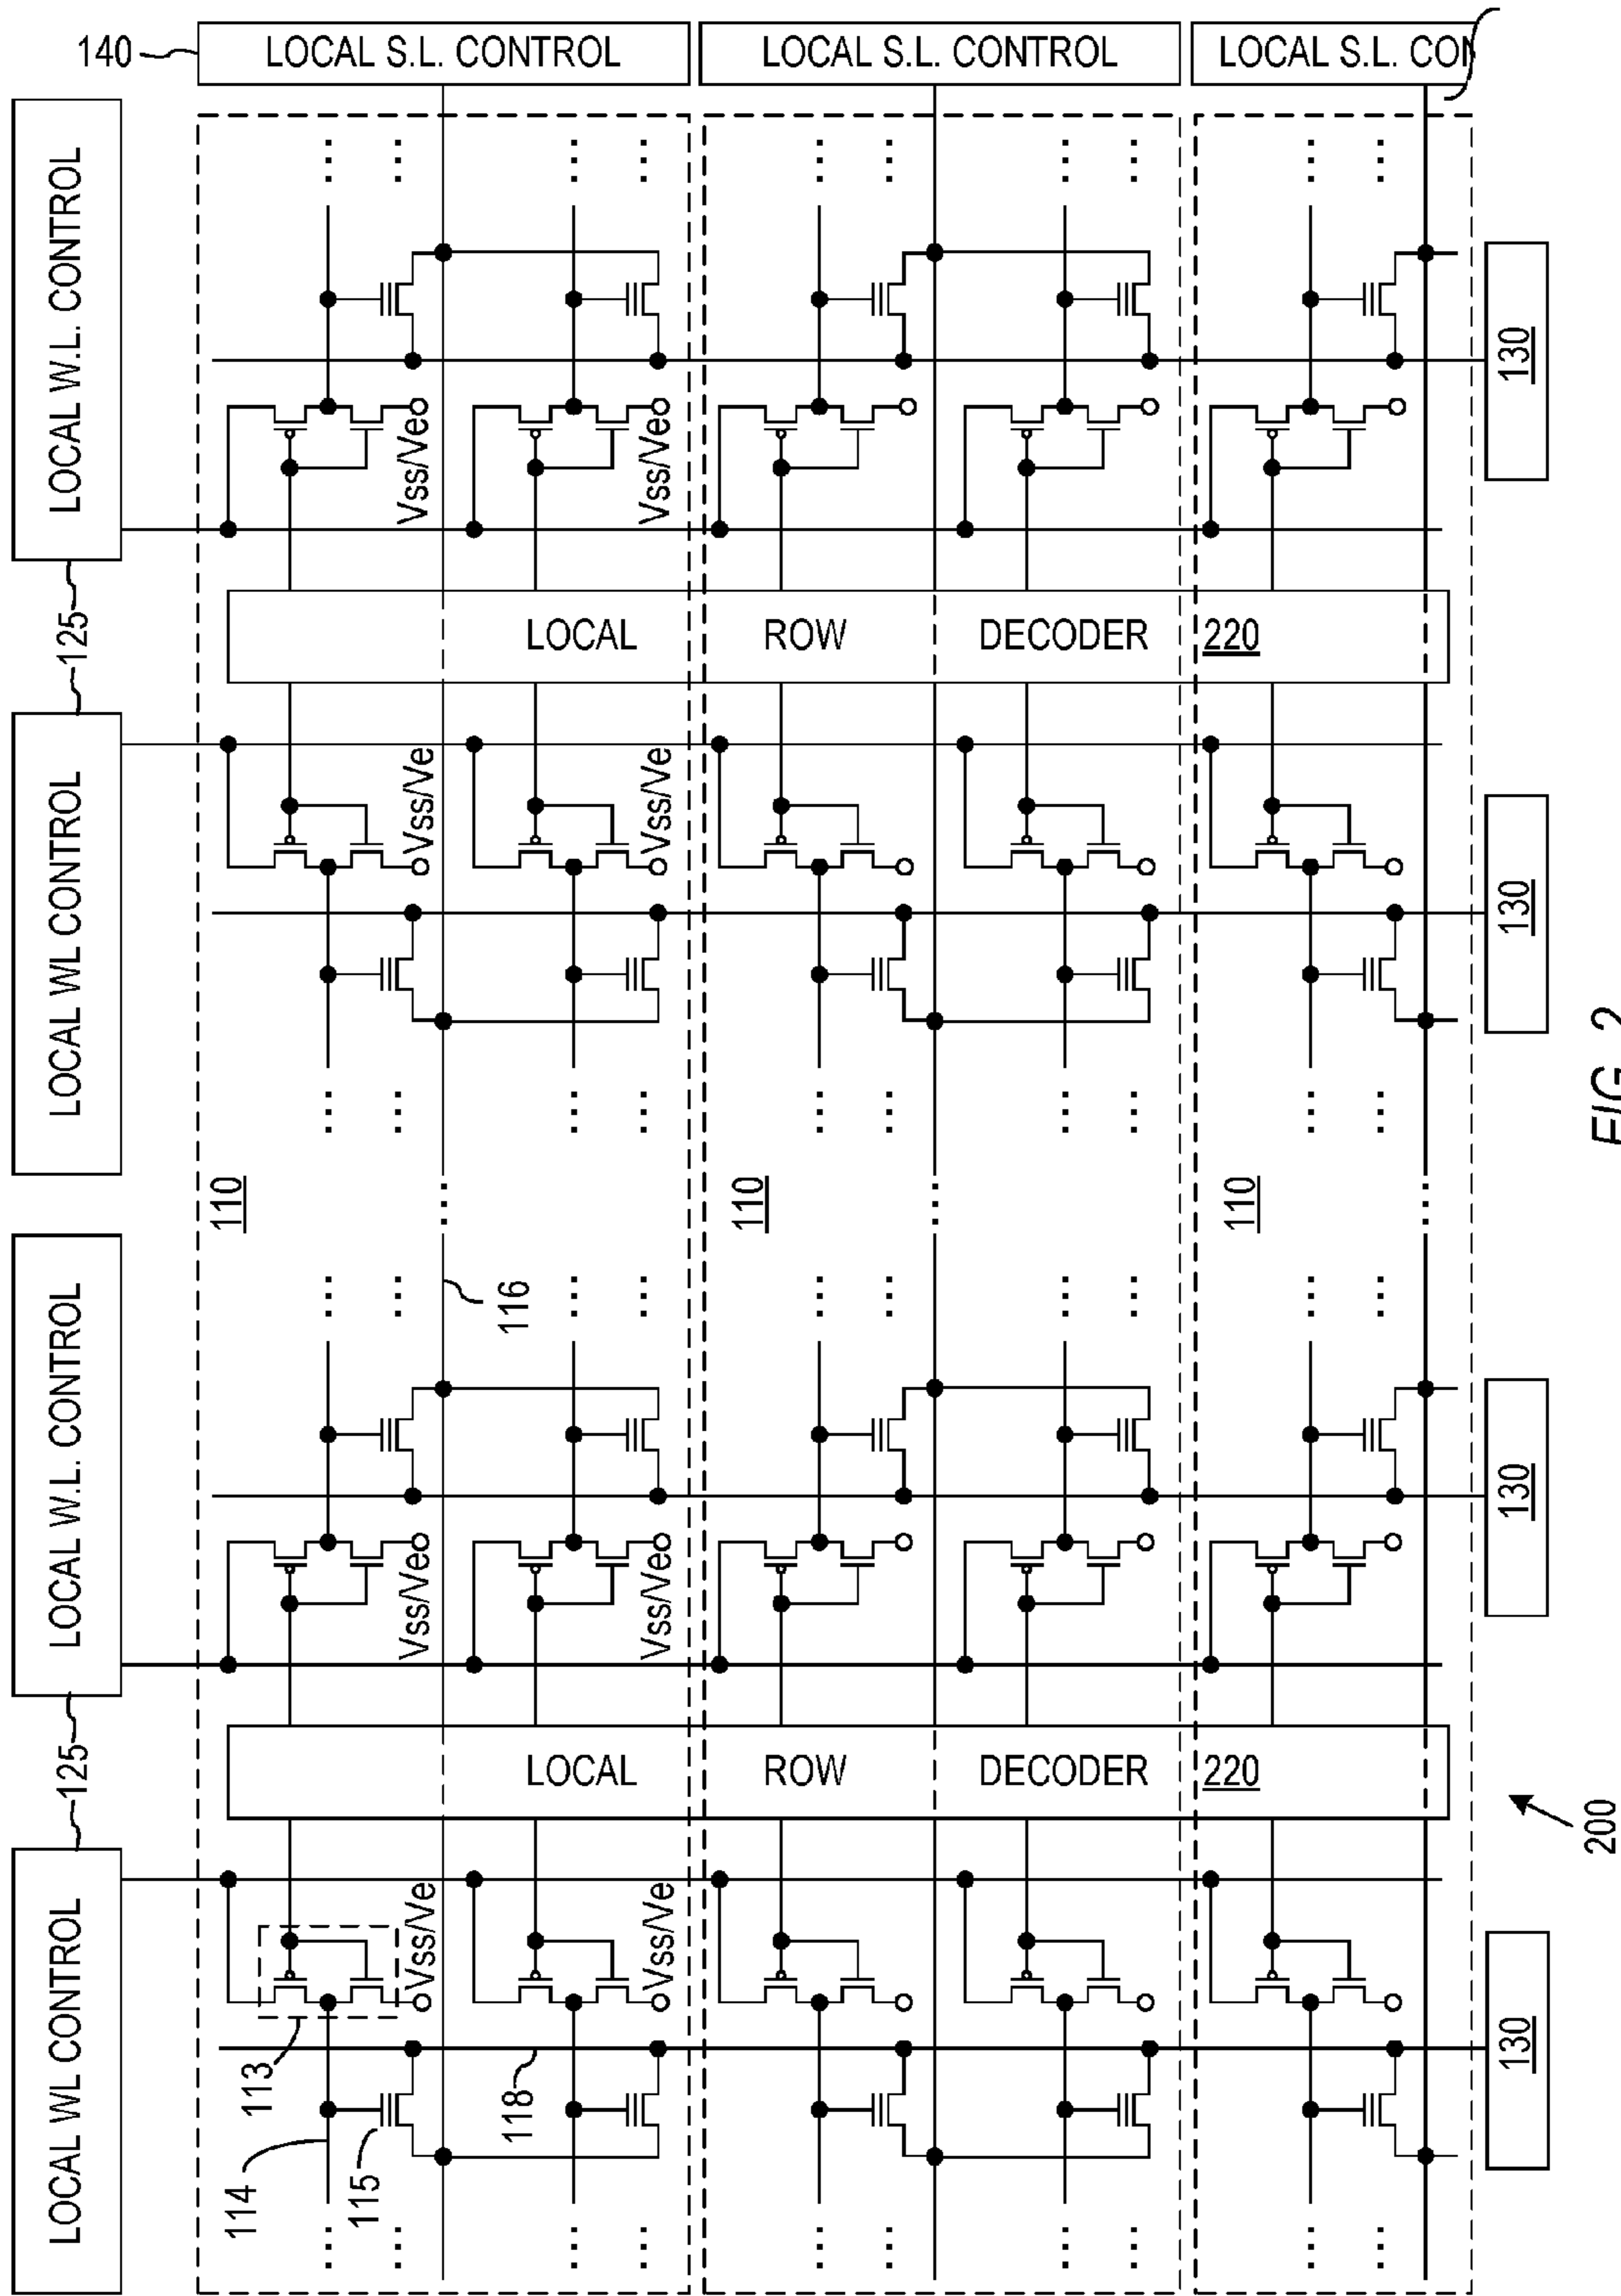 140
LOCAL S.L. CONTROL
LOCAL S.L. CONTROL
LOCAL S.L. CON
LOCAL W.L. CONTROL
130
Vss/Ve
Vss/Ve
125
LOCAL ROW DECODER 220
LOCAL WL CONTROL
Vss/Ve
Vss/Ve
130
110
110
110
FIG. 2
116
LOCAL W.L. CONTROL
130
Vss/Ve
Vss/Ve
125
LOCAL ROW DECODER 220
200
LOCAL WL CONTROL
Vss/Ve
Vss/Ve
113
118
130
114
115